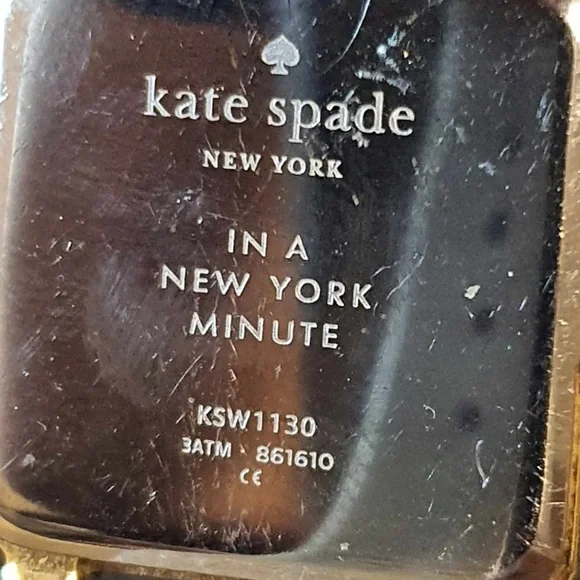 kate spade
NEW YORK
IN A
NEW YORK
MINUTE
KSW1130
3ATM · 861610
CE